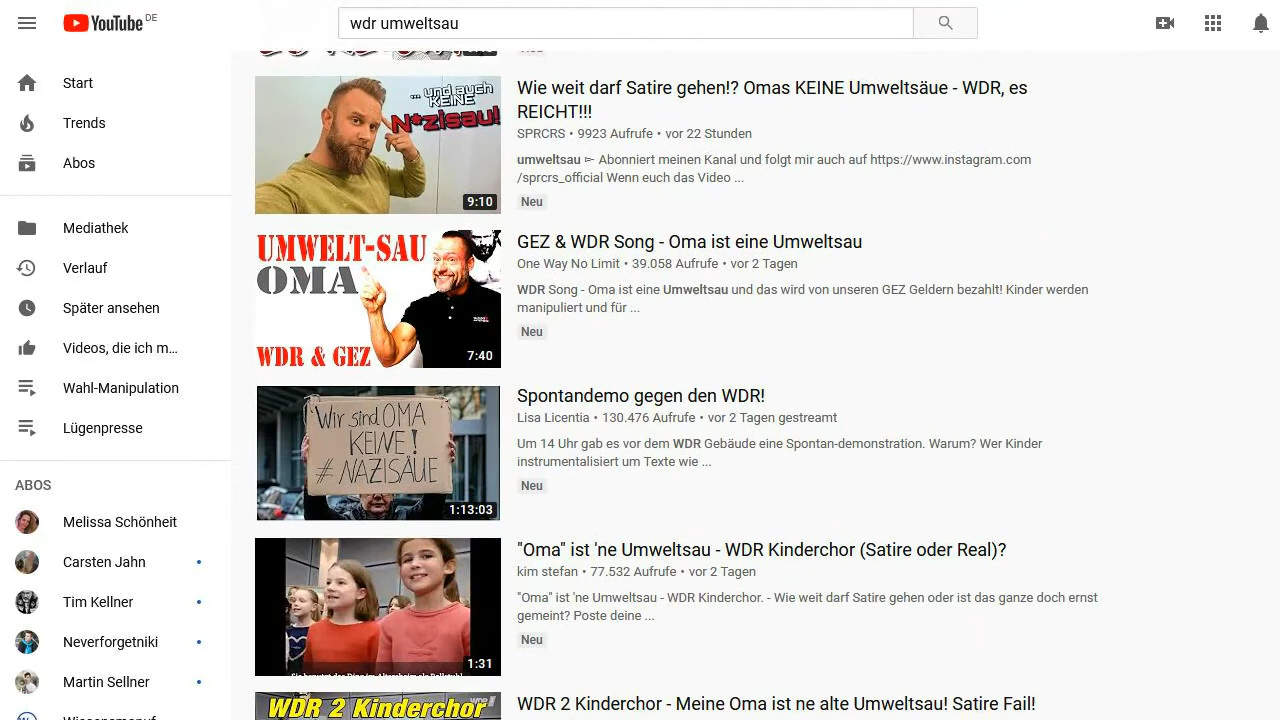 YouTube DE
wdr umweltsau
Start
Trends
Abos
Mediathek
Verlauf
Später ansehen
Videos, die ich m...
Wahl-Manipulation
Lügenpresse
ABOS
Melissa Schönheit
Carsten Jahn
Tim Kellner
Neverforgetniki
Martin Sellner
... und auch
KEINE
N*zisau!
9:10
Wie weit darf Satire gehen!? Omas KEINE Umweltsäue - WDR, es
REICHT!!!
SPRCRS • 9923 Aufrufe • vor 22 Stunden
umweltsau ⊳ Abonniert meinen Kanal und folgt mir auch auf https://www.instagram.com
/sprcrs_official Wenn euch das Video ...
Neu
UMWELT-SAU
OMA
WDR & GEZ
7:40
GEZ & WDR Song - Oma ist eine Umweltsau
One Way No Limit • 39.058 Aufrufe • vor 2 Tagen
WDR Song - Oma ist eine Umweltsau und das wird von unseren GEZ Geldern bezahlt! Kinder werden
manipuliert und für ...
Neu
Wir sind OMA
KEINE!
# NAZISÄUE
1:13:03
Spontandemo gegen den WDR!
Lisa Licentia • 130.476 Aufrufe • vor 2 Tagen gestreamt
Um 14 Uhr gab es vor dem WDR Gebäude eine Spontan-demonstration. Warum? Wer Kinder
instrumentalisiert um Texte wie ...
Neu
1:31
"Oma" ist 'ne Umweltsau - WDR Kinderchor (Satire oder Real)?
kim stefan • 77.532 Aufrufe • vor 2 Tagen
"Oma" ist 'ne Umweltsau - WDR Kinderchor. - Wie weit darf Satire gehen oder ist das ganze doch ernst
gemeint? Poste deine ...
Neu
WDR 2 Kinderchor
WDR 2 Kinderchor - Meine Oma ist ne alte Umweltsau! Satire Fail!